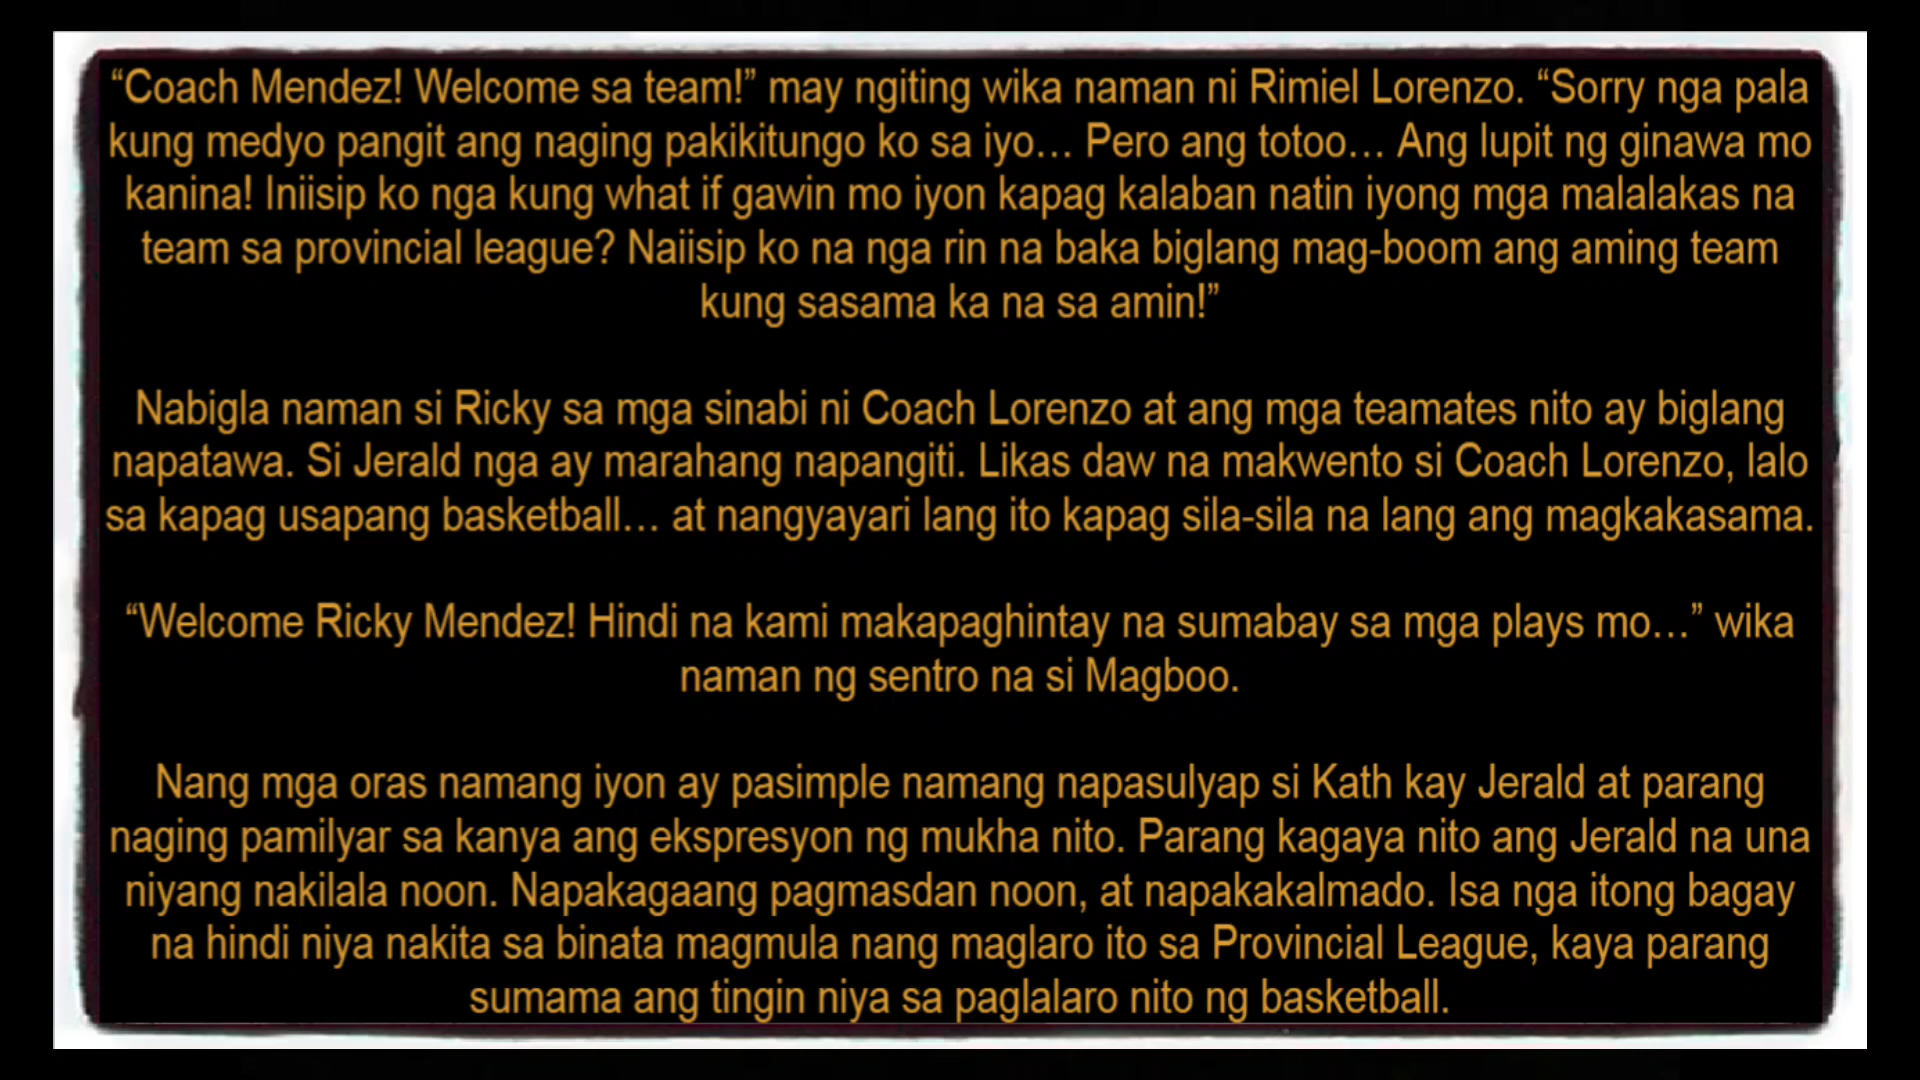 “Coach Mendez! Welcome sa team!” may ngiting wika naman ni Rimiel Lorenzo. “Sorry nga pala
kung medyo pangit ang naging pakikitungo ko sa iyo… Pero ang totoo… Ang lupit ng ginawa mo
kanina! Iniisip ko nga kung what if gawin mo iyon kapag kalaban natin iyong mga malalakas na
team sa provincial league? Naiisip ko na nga rin na baka biglang mag-boom ang aming team
kung sasama ka na sa amin!”
Nabigla naman si Ricky sa mga sinabi ni Coach Lorenzo at ang mga teamates nito ay biglang
napatawa. Si Jerald nga ay marahang napangiti. Likas daw na makwento si Coach Lorenzo, lalo
sa kapag usapang basketball… at nangyayari lang ito kapag sila-sila na lang ang magkakasama.
“Welcome Ricky Mendez! Hindi na kami makapaghintay na sumabay sa mga plays mo…” wika
naman ng sentro na si Magboo.
Nang mga oras namang iyon ay pasimple namang napasulyap si Kath kay Jerald at parang
naging pamilyar sa kanya ang ekspresyon ng mukha nito. Parang kagaya nito ang Jerald na una
niyang nakilala noon. Napakagaang pagmasdan noon, at napakakalmado. Isa nga itong bagay
na hindi niya nakita sa binata magmula nang maglaro ito sa Provincial League, kaya parang
sumama ang tingin niya sa paglalaro nito ng basketball.